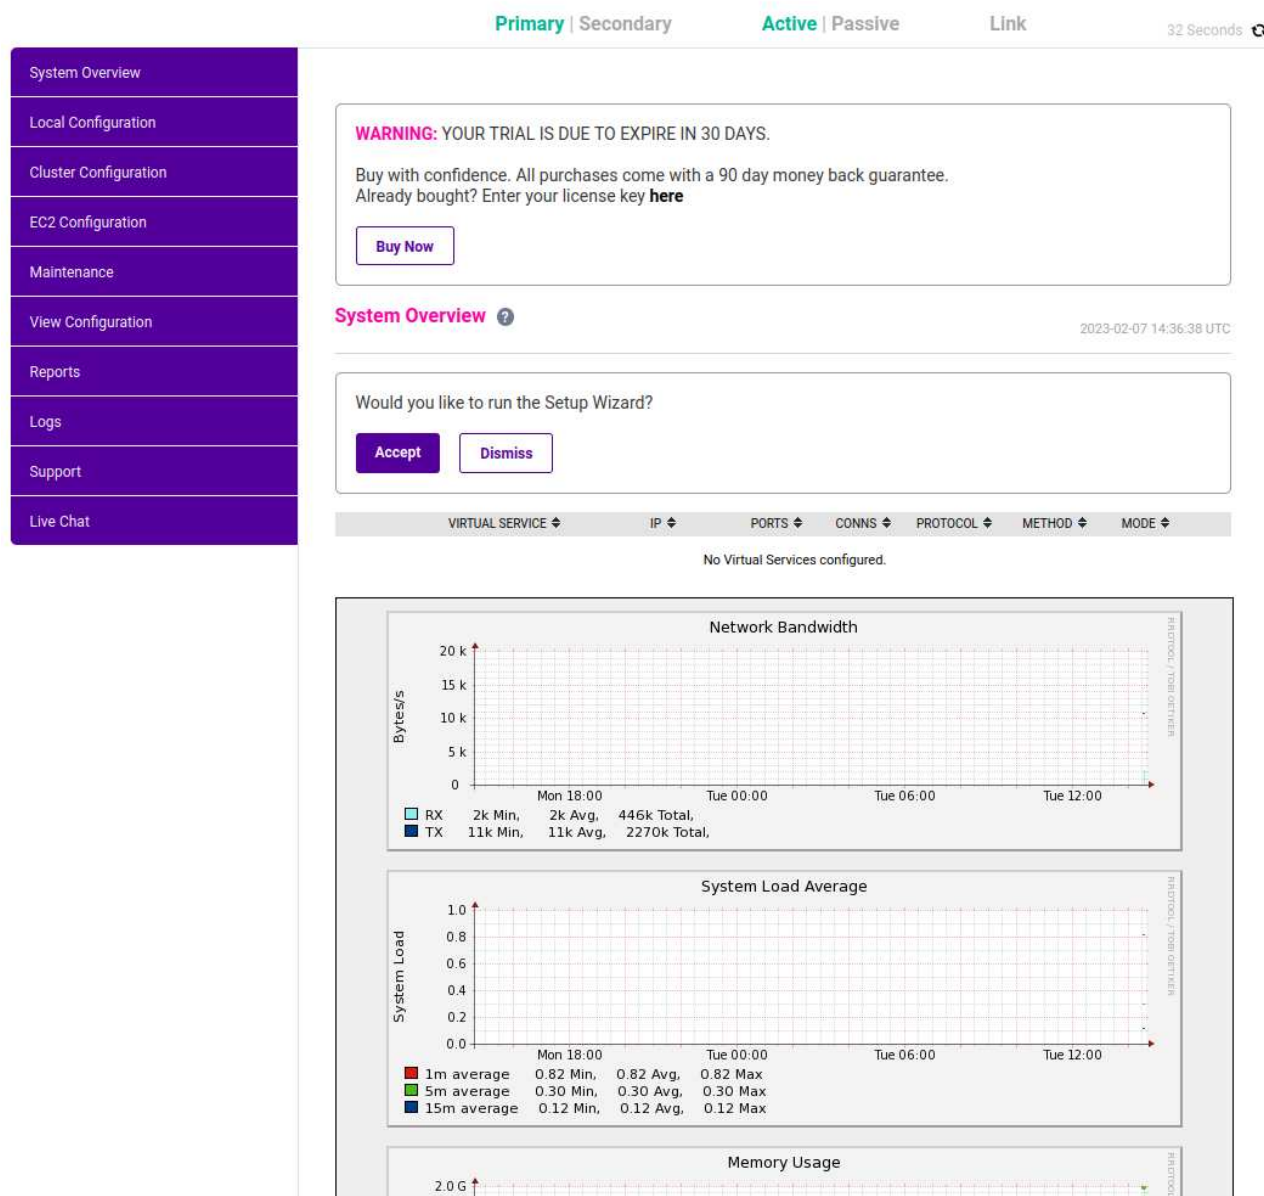 Primary | Secondary Active | Passive Link 32 Seconds
System Overview
Local Configuration
Cluster Configuration
EC2 Configuration
Maintenance
View Configuration
Reports
Logs
Support
Live Chat
WARNING: YOUR TRIAL IS DUE TO EXPIRE IN 30 DAYS.
Buy with confidence. All purchases come with a 90 day money back guarantee.
Already bought? Enter your license key here
Buy Now
System Overview ?
2023-02-07 14:36:38 UTC
Would you like to run the Setup Wizard?
Accept Dismiss
VIRTUAL SERVICE IP PORTS CONNS PROTOCOL METHOD MODE
No Virtual Services configured.
Network Bandwidth
RRDTOOL / TOBI OETIKER
Bytes/s
20 k
15 k
10 k
5 k
0
Mon 18:00 Tue 00:00 Tue 06:00 Tue 12:00
RX 2k Min, 2k Avg, 446k Total,
TX 11k Min, 11k Avg, 2270k Total,
System Load Average
RRDTOOL / TOBI OETIKER
System Load
1.0
0.8
0.6
0.4
0.2
0.0
Mon 18:00 Tue 00:00 Tue 06:00 Tue 12:00
1m average 0.82 Min, 0.82 Avg, 0.82 Max
5m average 0.30 Min, 0.30 Avg, 0.30 Max
15m average 0.12 Min, 0.12 Avg, 0.12 Max
Memory Usage
RRDTOO
2.0 G